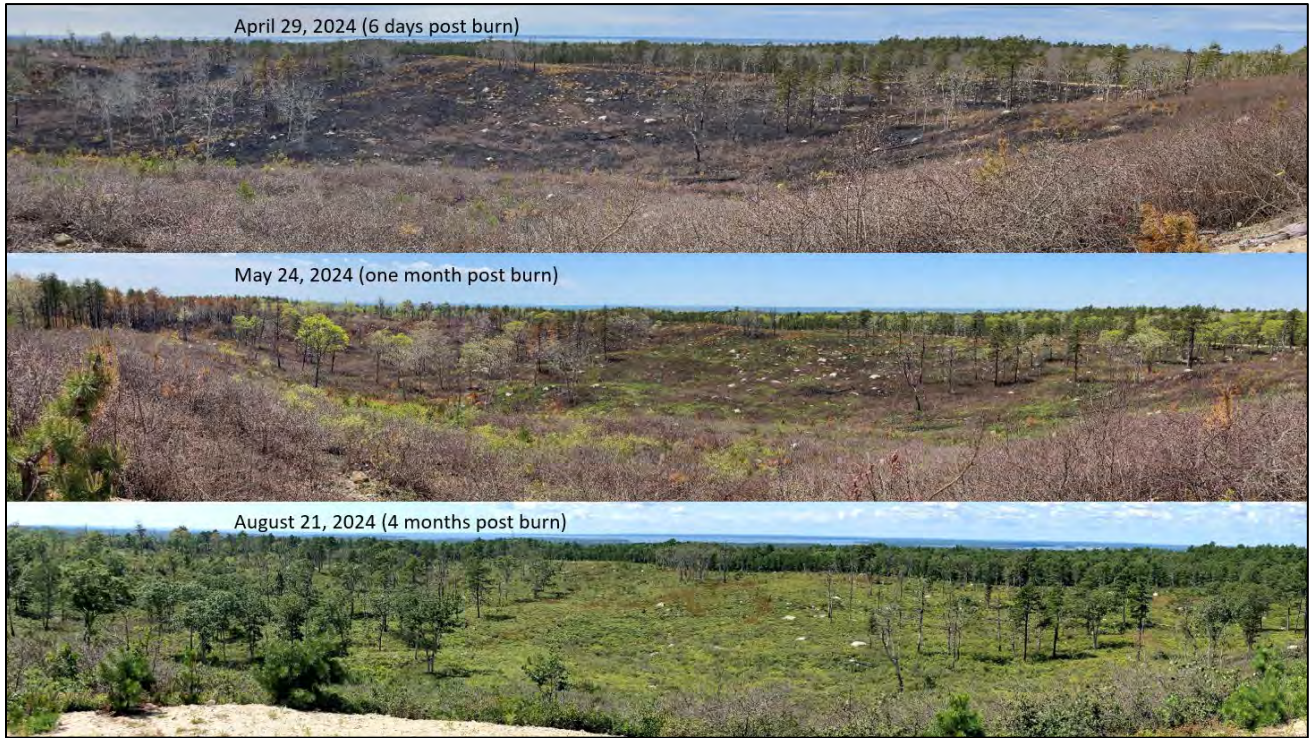 April 29, 2024 (6 days post burn)
May 24, 2024 (one month post burn)
August 21, 2024 (4 months post burn)